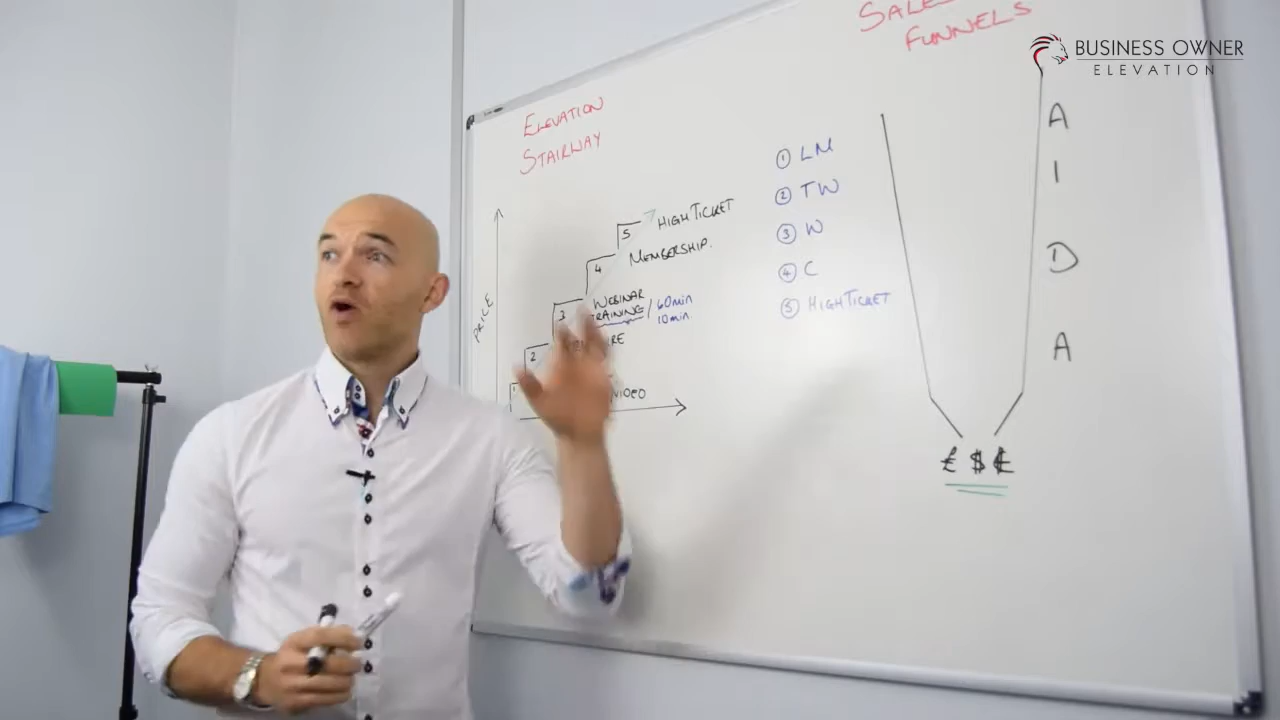 SALES
FUNNELS
BUSINESS OWNER
ELEVATION
ELEVATION
STAIRWAY
PRICE
5 HIGH TICKET
4 MEMBERSHIP.
3 WEBINAR
TRAINING / 60min
10min.
2
1 VIDEO
① LM
② TW
③ W
④ C
⑤ HIGH TICKET
A
I
D
A
£ $ €